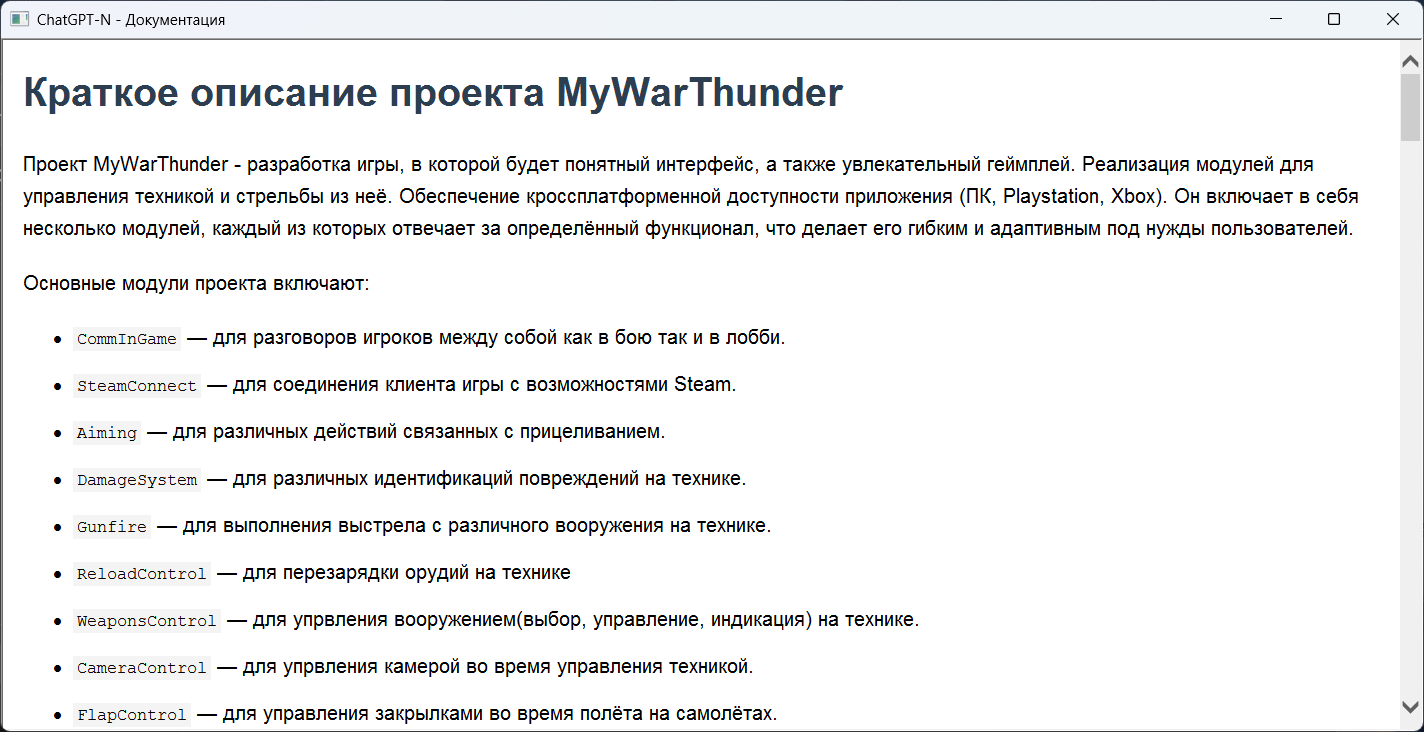 ChatGPT-N - Документация
Краткое описание проекта MyWarThunder
Проект MyWarThunder - разработка игры, в которой будет понятный интерфейс, а также увлекательный геймплей. Реализация модулей для
управления техникой и стрельбы из неё. Обеспечение кроссплатформенной доступности приложения (ПК, Playstation, Xbox). Он включает в себя
несколько модулей, каждый из которых отвечает за определённый функционал, что делает его гибким и адаптивным под нужды пользователей.
Основные модули проекта включают:
• CommInGame — для разговоров игроков между собой как в бою так и в лобби.
• SteamConnect — для соединения клиента игры с возможностями Steam.
• Aiming — для различных действий связанных с прицеливанием.
• DamageSystem — для различных идентификаций повреждений на технике.
• Gunfire — для выполнения выстрела с различного вооружения на технике.
• ReloadControl — для перезарядки орудий на технике
• WeaponsControl — для упрвления вооружением(выбор, управление, индикация) на технике.
• CameraControl — для упрвления камерой во время управления техникой.
• FlapControl — для управления закрылками во время полёта на самолётах.